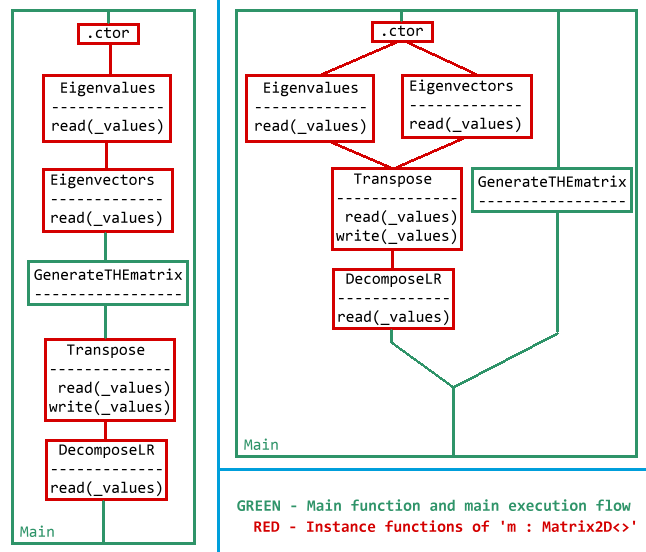 .ctor
Eigenvalues
-------------
read(_values)
Eigenvectors
-------------
read(_values)
GenerateTHEmatrix
-----------------
Transpose
--------------
read(_values)
write(_values)
DecomposeLR
-------------
read(_values)
Main
.ctor
Eigenvalues
-------------
read(_values)
Eigenvectors
-------------
read(_values)
Transpose
--------------
read(_values)
write(_values)
GenerateTHEmatrix
-----------------
DecomposeLR
-------------
read(_values)
Main
GREEN - Main function and main execution flow
RED - Instance functions of 'm : Matrix2D<>'